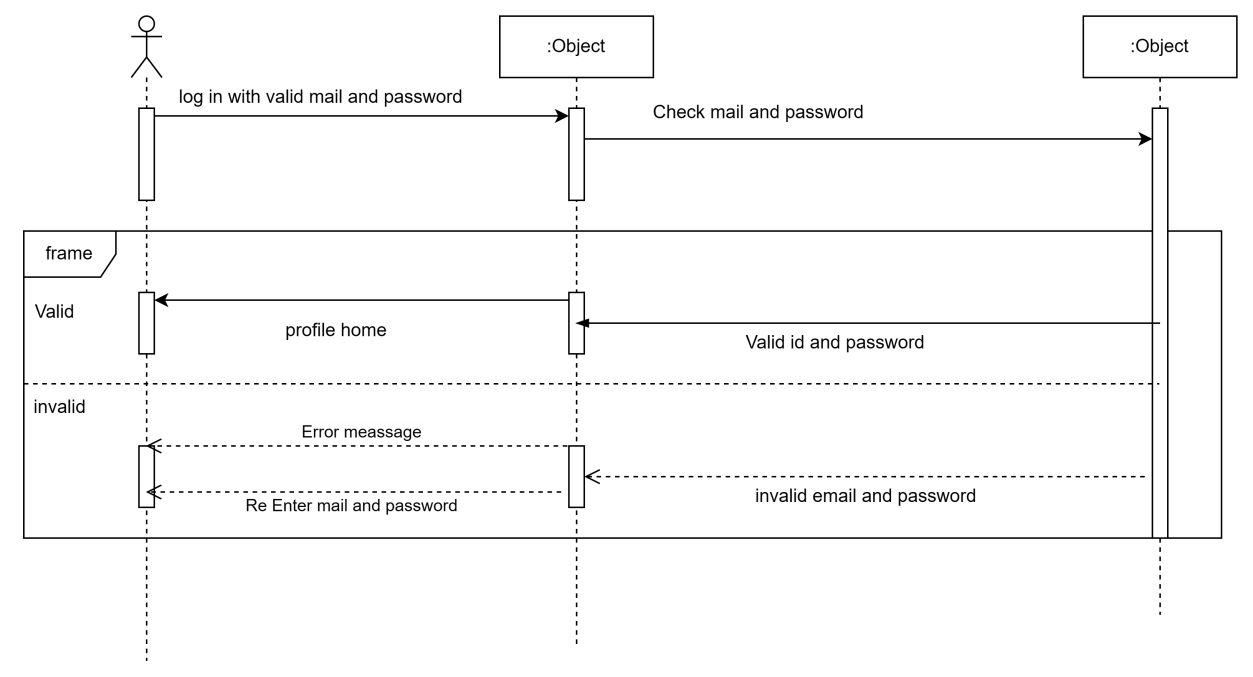 :Object
:Object
log in with valid mail and password
Check mail and password
frame
Valid
profile home
Valid id and password
invalid
Error meassage
invalid email and password
Re Enter mail and password